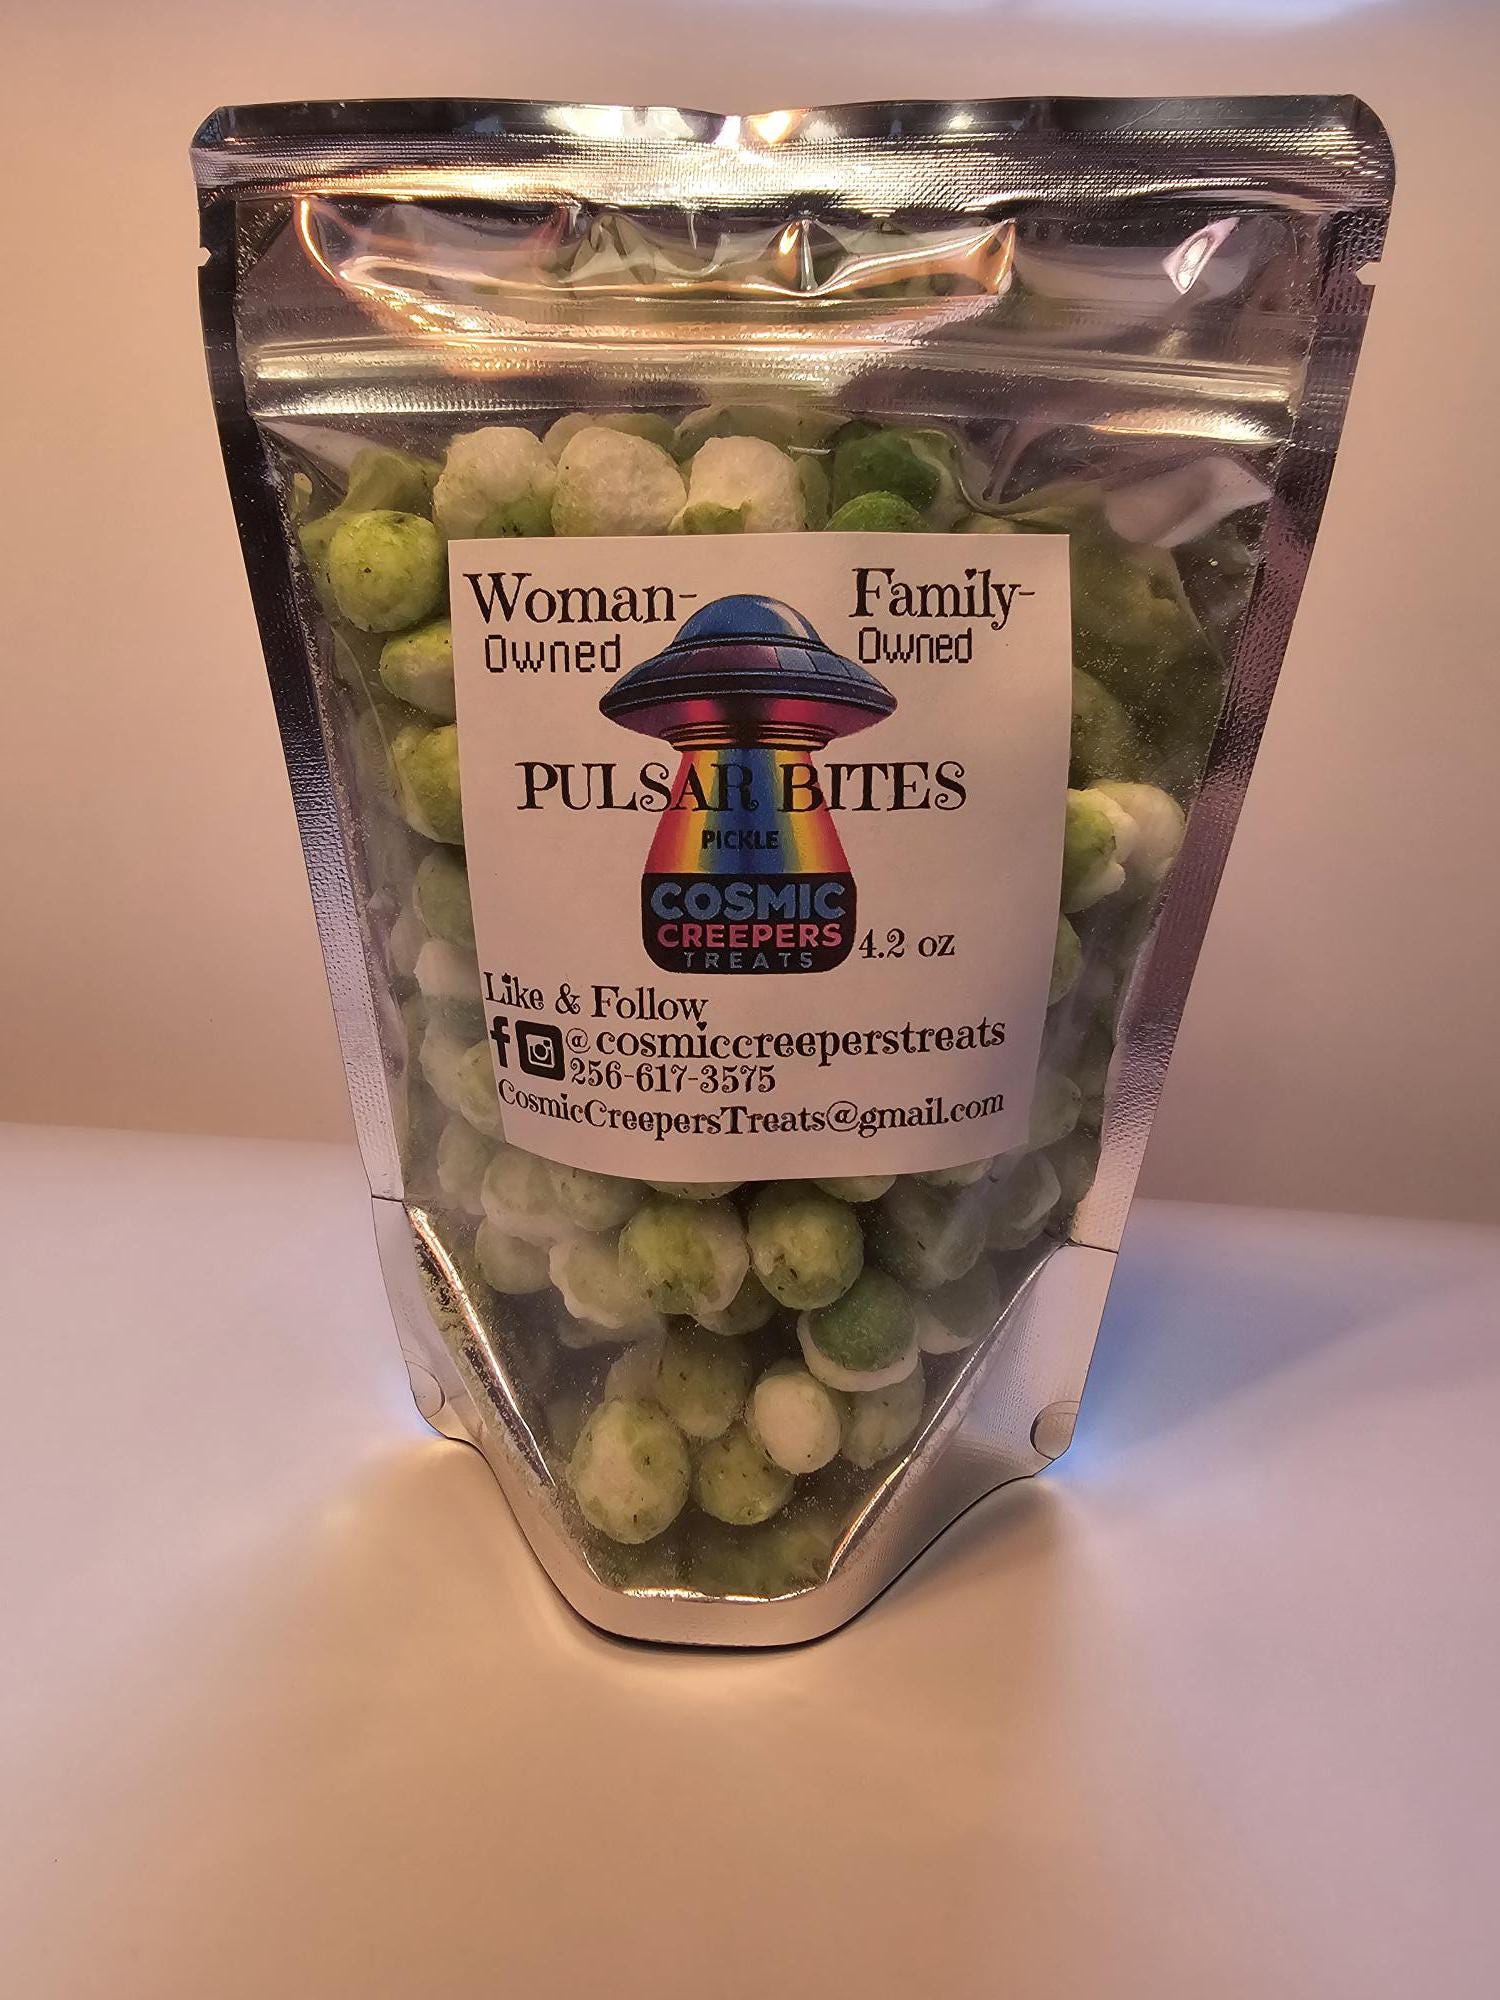 Woman- Family-
Owned Owned
PULSAR BITES
PICKLE
COSMIC
CREEPERS
TREATS
4.2 oz
Like & Follow
@cosmiccreeperstreats
256-617-3575
CosmicCreepersTreats@gmail.com